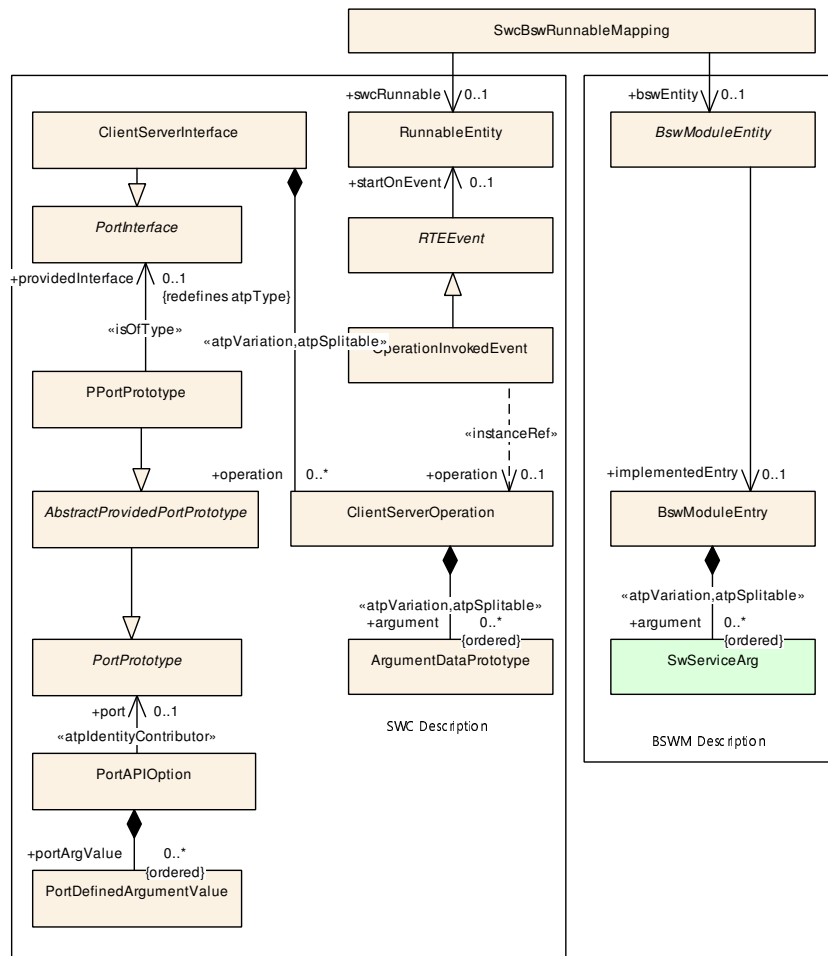 SwcBswRunnableMapping
+swcRunnable 0..1
+bswEntity 0..1
ClientServerInterface
RunnableEntity
BswModuleEntity
+startOnEvent 0..1
PortInterface
RTEEvent
+providedInterface 0..1
{redefines atpType}
«isOfType»
«atpVariation,atpSplitable»
OperationInvokedEvent
PPortPrototype
«instanceRef»
+operation 0..*
+operation 0..1
+implementedEntry 0..1
AbstractProvidedPortPrototype
ClientServerOperation
BswModuleEntry
«atpVariation,atpSplitable»
+argument 0..*
{ordered}
«atpVariation,atpSplitable»
+argument 0..*
{ordered}
PortPrototype
ArgumentDataPrototype
SwServiceArg
+port 0..1
«atpIdentityContributor»
SWC Description
BSWM Description
PortAPIOption
+portArgValue 0..*
{ordered}
PortDefinedArgumentValue